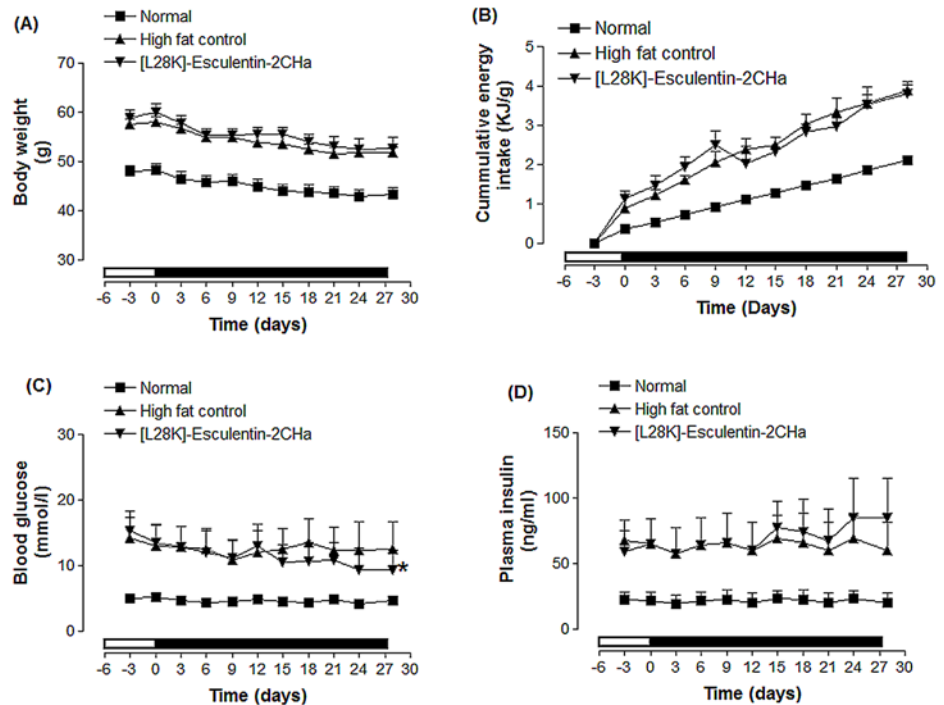 (A)
Normal
High fat control
[L28K]-Esculentin-2CHa
Body weight
(g)
70
60
50
40
30
-6 -3 0 3 6 9 12 15 18 21 24 27 30
Time (days)
(B)
Normal
High fat control
[L28K]-Esculentin-2CHa
Cummulative energy
intake (KJ/g)
5
4
3
2
1
0
-6 -3 0 3 6 9 12 15 18 21 24 27 30
Time (Days)
(C)
Normal
High fat control
[L28K]-Esculentin-2CHa
Blood glucose
(mmol/l)
30
20
10
0
*
-6 -3 0 3 6 9 12 15 18 21 24 27 30
Time (days)
(D)
Normal
High fat control
[L28K]-Esculentin-2CHa
Plasma insulin
(ng/ml)
150
100
50
0
-6 -3 0 3 6 9 12 15 18 21 24 27 30
Time (days)